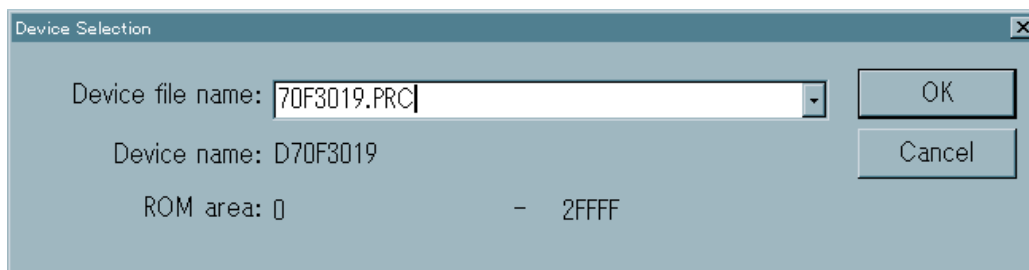 Device Selection
Device file name: 70F3019.PRC
OK
Device name: D70F3019
Cancel
ROM area: 0 - 2FFFF